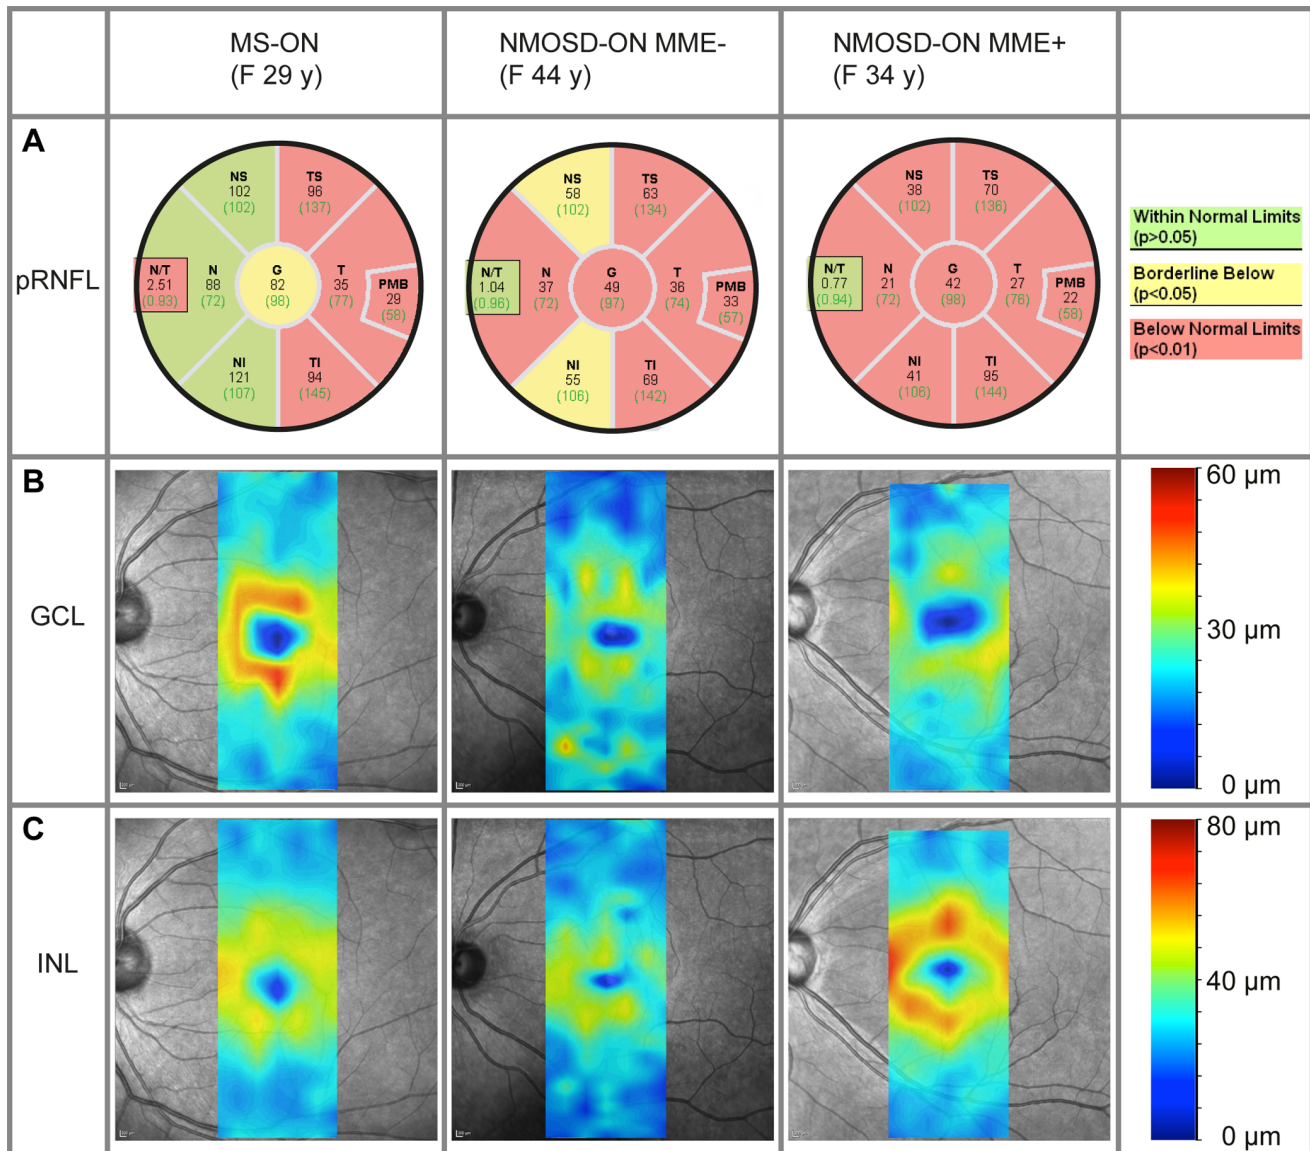 MS-ON
(F 29 y)
NMOSD-ON MME-
(F 44 y)
NMOSD-ON MME+
(F 34 y)
A
pRNFL
NS
102
(102)
TS
96
(137)
N/T
2.51
(0.93)
N
88
(72)
G
82
(98)
T
35
(77)
PMB
29
(58)
NI
121
(107)
TI
94
(145)
NS
58
(102)
TS
63
(134)
N/T
1.04
(0.96)
N
37
(72)
G
49
(97)
T
36
(74)
PMB
33
(57)
NI
55
(106)
TI
69
(142)
NS
38
(102)
TS
70
(136)
N/T
0.77
(0.94)
N
21
(72)
G
42
(98)
T
27
(76)
PMB
22
(58)
NI
41
(106)
TI
95
(144)
Within Normal Limits
(p>0.05)
Borderline Below
(p<0.05)
Below Normal Limits
(p<0.01)
B
GCL
60 µm
30 µm
0 µm
C
INL
80 µm
40 µm
0 µm